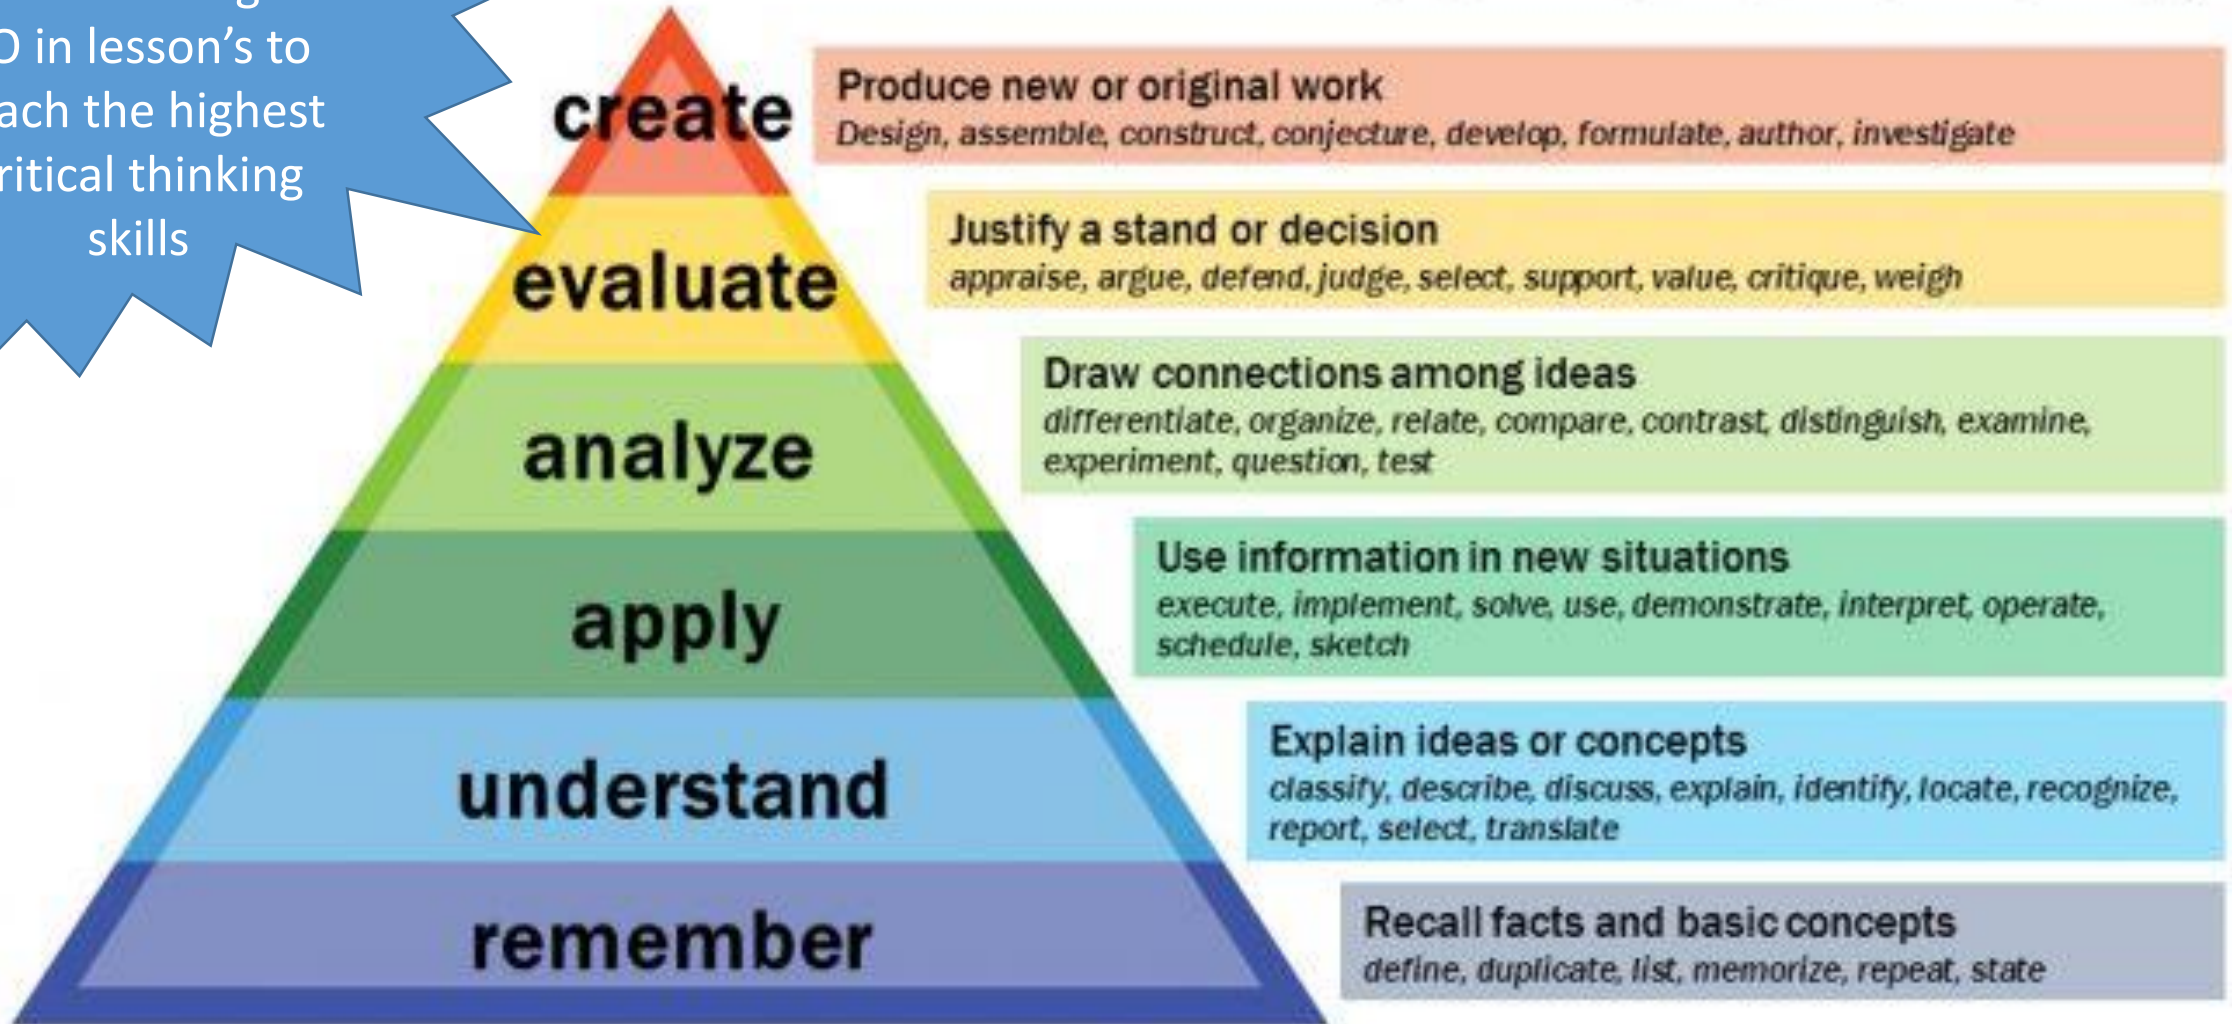 in lesson's to
the highest
thinking
skills
create
Produce new or original work
Design, assemble, construct, conjecture, develop, formulate, author, investigate
evaluate
Justify a stand or decision
appraise, argue, defend, judge, select, support, value, critique, weigh
analyze
Draw connections among ideas
differentiate, organize, relate, compare, contrast, distinguish, examine,
experiment, question, test
apply
Use information in new situations
execute, implement, solve, use, demonstrate, interpret, operate,
schedule, sketch
understand
Explain ideas or concepts
classify, describe, discuss, explain, identify, locate, recognize,
report, select, translate
remember
Recall facts and basic concepts
define, duplicate, list, memorize, repeat, state